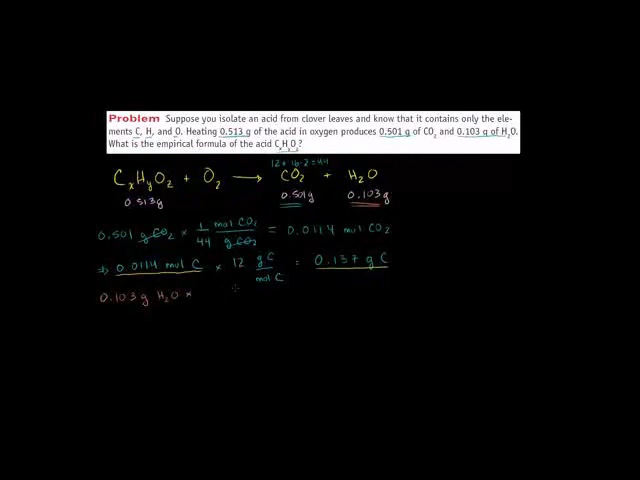 Problem Suppose you isolate an acid from clover leaves and know that it contains only the ele-
ments C, H, and O. Heating 0.513 g of the acid in oxygen produces 0.501 g of CO2 and 0.103 g of H2O.
What is the empirical formula of the acid CxHyOz?
12 + 16·2 = 44
CxHyOz + O2 → CO2 + H2O
0.513g 0.501g 0.103g
0.501 g CO2 × 1/44 mol CO2/g CO2 = 0.0114 mol CO2
⇒ 0.0114 mol C × 12 g C/mol C = 0.137 g C
0.103 g H2O ×